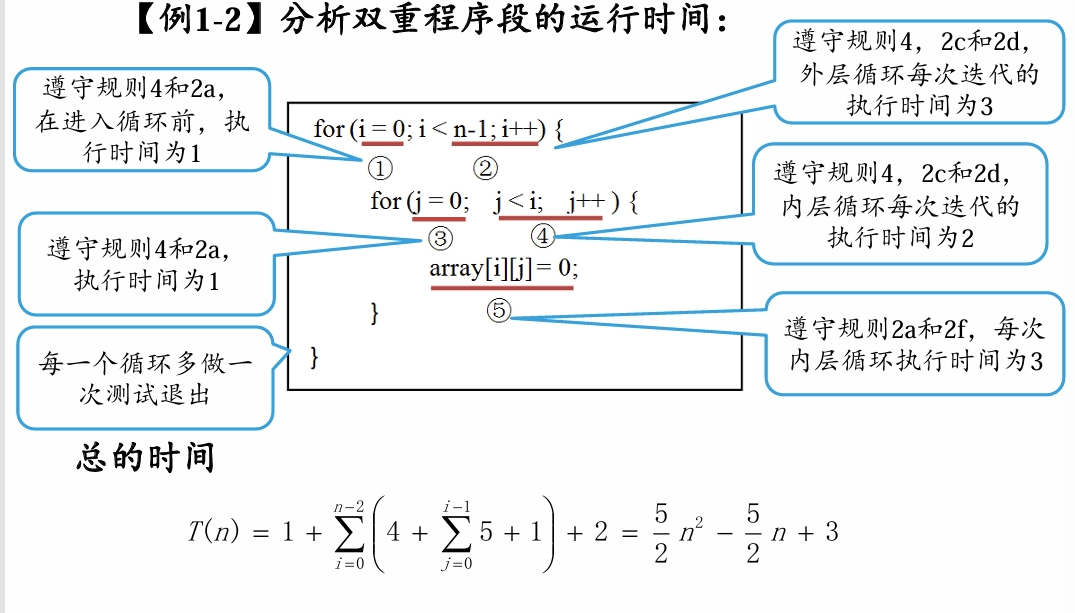 【例1-2】分析双重程序段的运行时间：
遵守规则4和2a，
在进入循环前，执
行时间为1
遵守规则4，2c和2d，
外层循环每次迭代的
执行时间为3
for (i = 0; i < n-1; i++) {
① ②
for (j = 0; j < i; j++ ) {
③ ④
array[i][j] = 0;
} ⑤
}
遵守规则4，2c和2d，
内层循环每次迭代的
执行时间为2
遵守规则4和2a，
执行时间为1
遵守规则2a和2f，每次
内层循环执行时间为3
每一个循环多做一
次测试退出
总的时间
T(n) = 1 + ∑_{i=0}^{n-2} (4 + ∑_{j=0}^{i-1} 5 + 1) + 2 = 5/2 n² − 5/2 n + 3